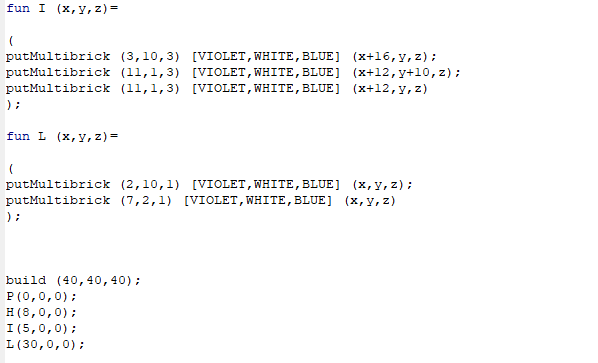 fun I (x,y,z)=
(
putMultibrick (3,10,3) [VIOLET,WHITE,BLUE] (x+16,y,z);
putMultibrick (11,1,3) [VIOLET,WHITE,BLUE] (x+12,y+10,z);
putMultibrick (11,1,3) [VIOLET,WHITE,BLUE] (x+12,y,z)
);
fun L (x,y,z)=
(
putMultibrick (2,10,1) [VIOLET,WHITE,BLUE] (x,y,z);
putMultibrick (7,2,1) [VIOLET,WHITE,BLUE] (x,y,z)
);
build (40,40,40);
P(0,0,0);
H(8,0,0);
I(5,0,0);
L(30,0,0);